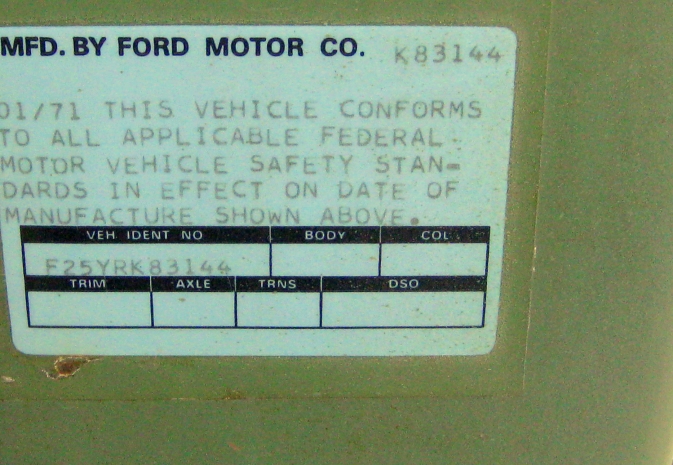 MFD. BY FORD MOTOR CO. K83144
01/71 THIS VEHICLE CONFORMS
TO ALL APPLICABLE FEDERAL
MOTOR VEHICLE SAFETY STAN-
DARDS IN EFFECT ON DATE OF
MANUFACTURE SHOWN ABOVE.
VEH IDENT NO BODY COL
F25YRK83144
TRIM AXLE TRNS DSO